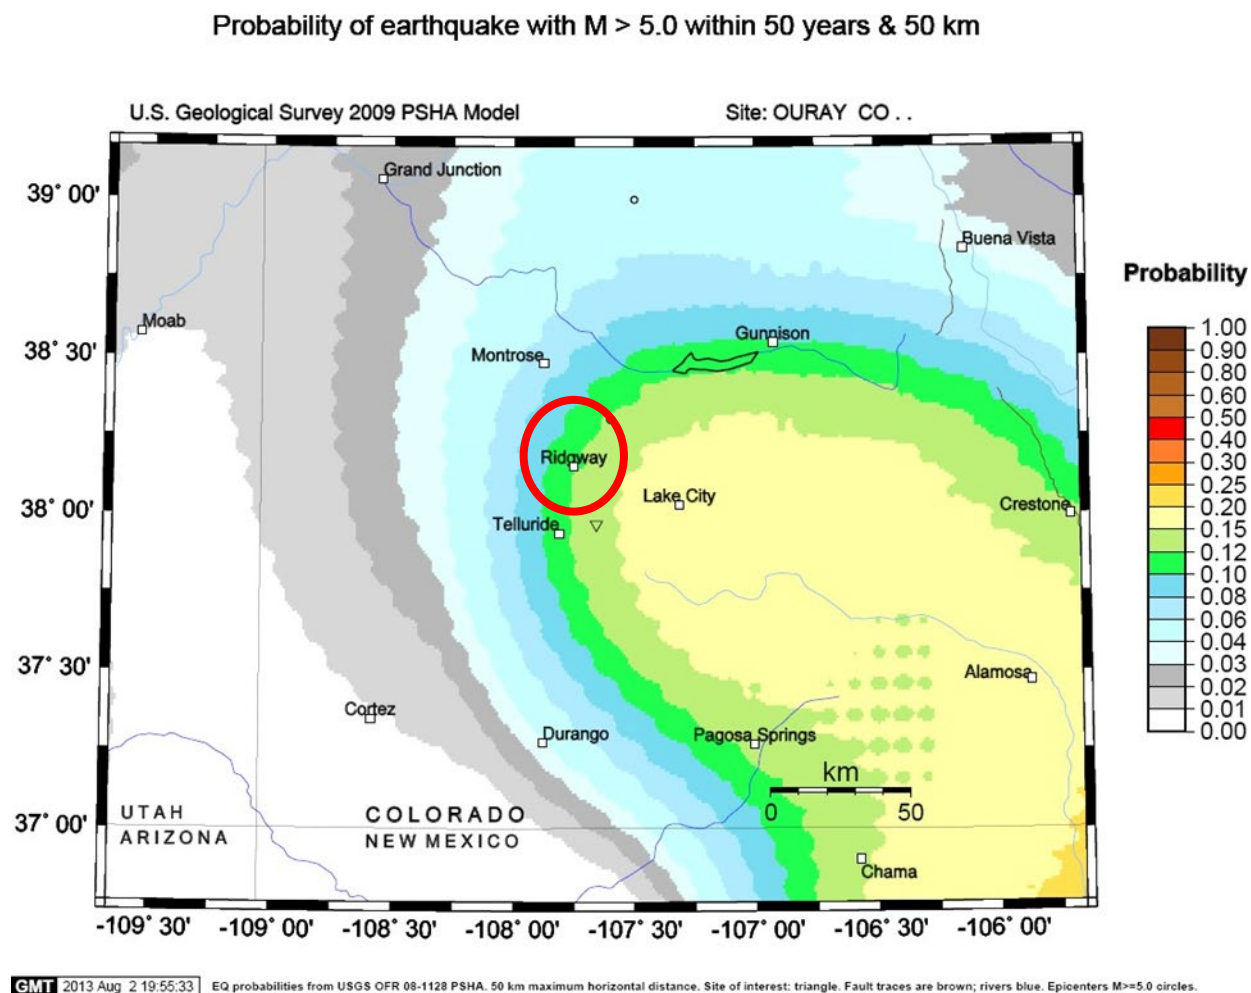 Probability of earthquake with M > 5.0 within 50 years & 50 km
U.S. Geological Survey 2009 PSHA Model
Site: OURAY CO . .
39° 00'
38° 30'
38° 00'
37° 30'
37° 00'
Grand Junction
Buena Vista
Moab
Gunnison
Montrose
Ridgway
Lake City
Crestone
Telluride
Alamosa
Cortez
Durango
Pagosa Springs
km
0
50
UTAH
COLORADO
ARIZONA
NEW MEXICO
Chama
-109° 30'
-109° 00'
-108° 30'
-108° 00'
-107° 30'
-107° 00'
-106° 30'
-106° 00'
Probability
1.00
0.90
0.80
0.60
0.50
0.40
0.30
0.25
0.20
0.15
0.12
0.10
0.08
0.06
0.04
0.03
0.02
0.01
0.00
GMT 2013 Aug 2 19:55:33 EQ probabilities from USGS OFR 08-1128 PSHA. 50 km maximum horizontal distance. Site of interest: triangle. Fault traces are brown; rivers blue. Epicenters M>=5.0 circles.